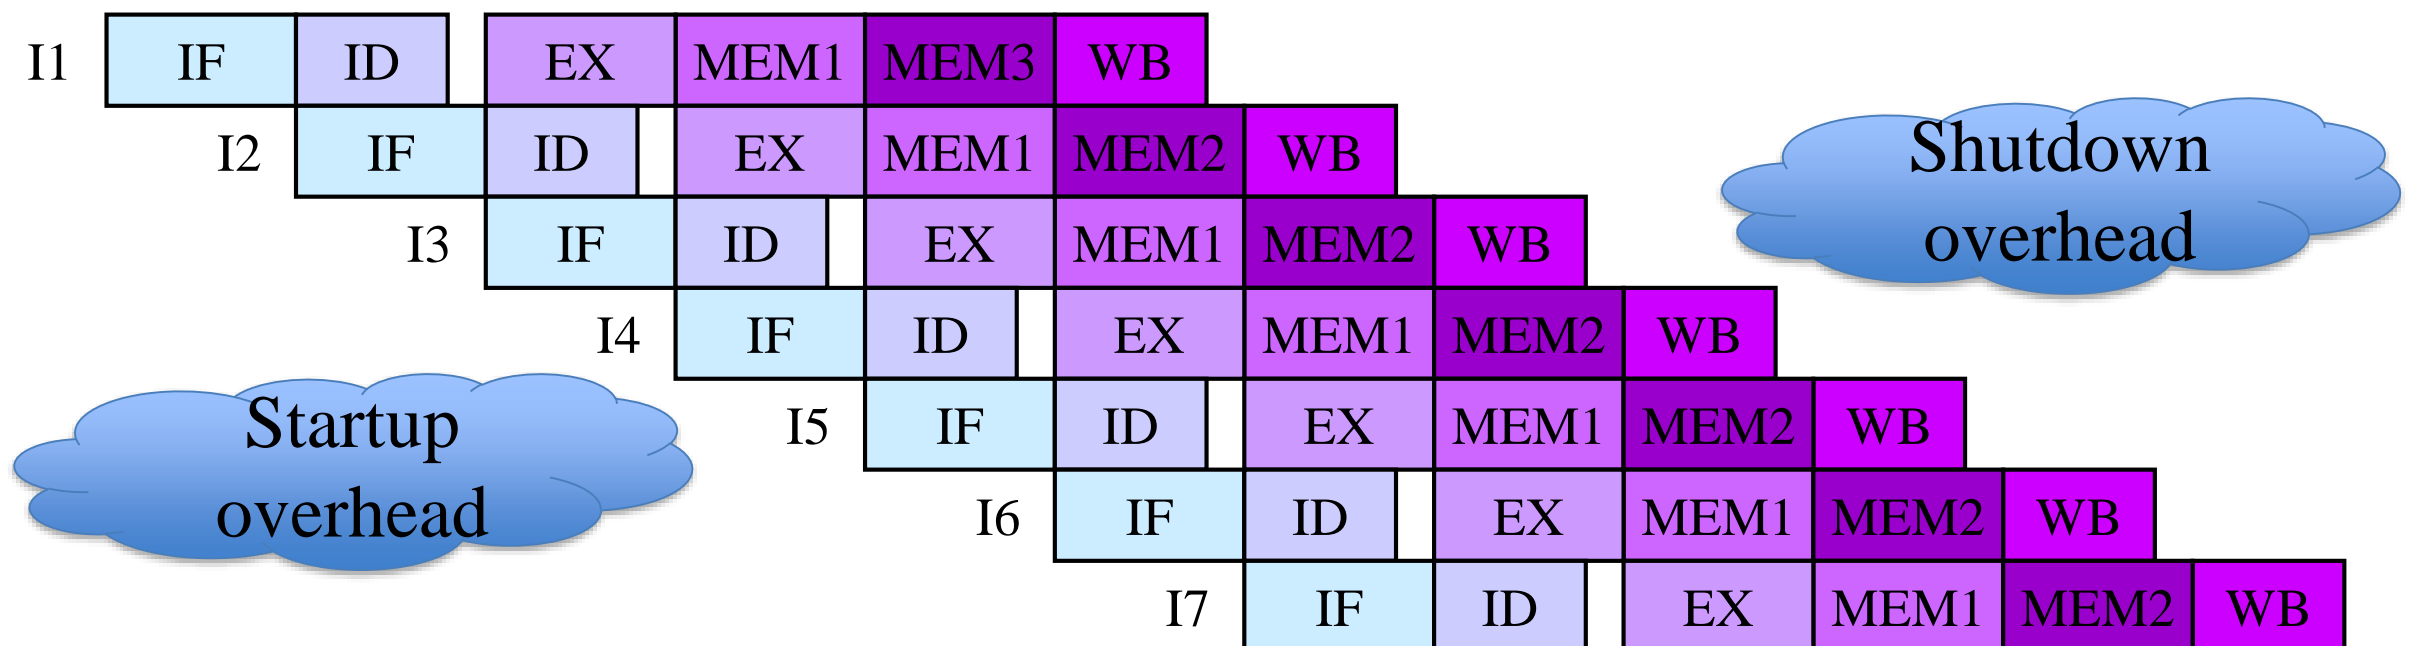 I1 IF ID EX MEM1 MEM3 WB
I2 IF ID EX MEM1 MEM2 WB
I3 IF ID EX MEM1 MEM2 WB
I4 IF ID EX MEM1 MEM2 WB
I5 IF ID EX MEM1 MEM2 WB
I6 IF ID EX MEM1 MEM2 WB
I7 IF ID EX MEM1 MEM2 WB
Shutdown
overhead
Startup
overhead